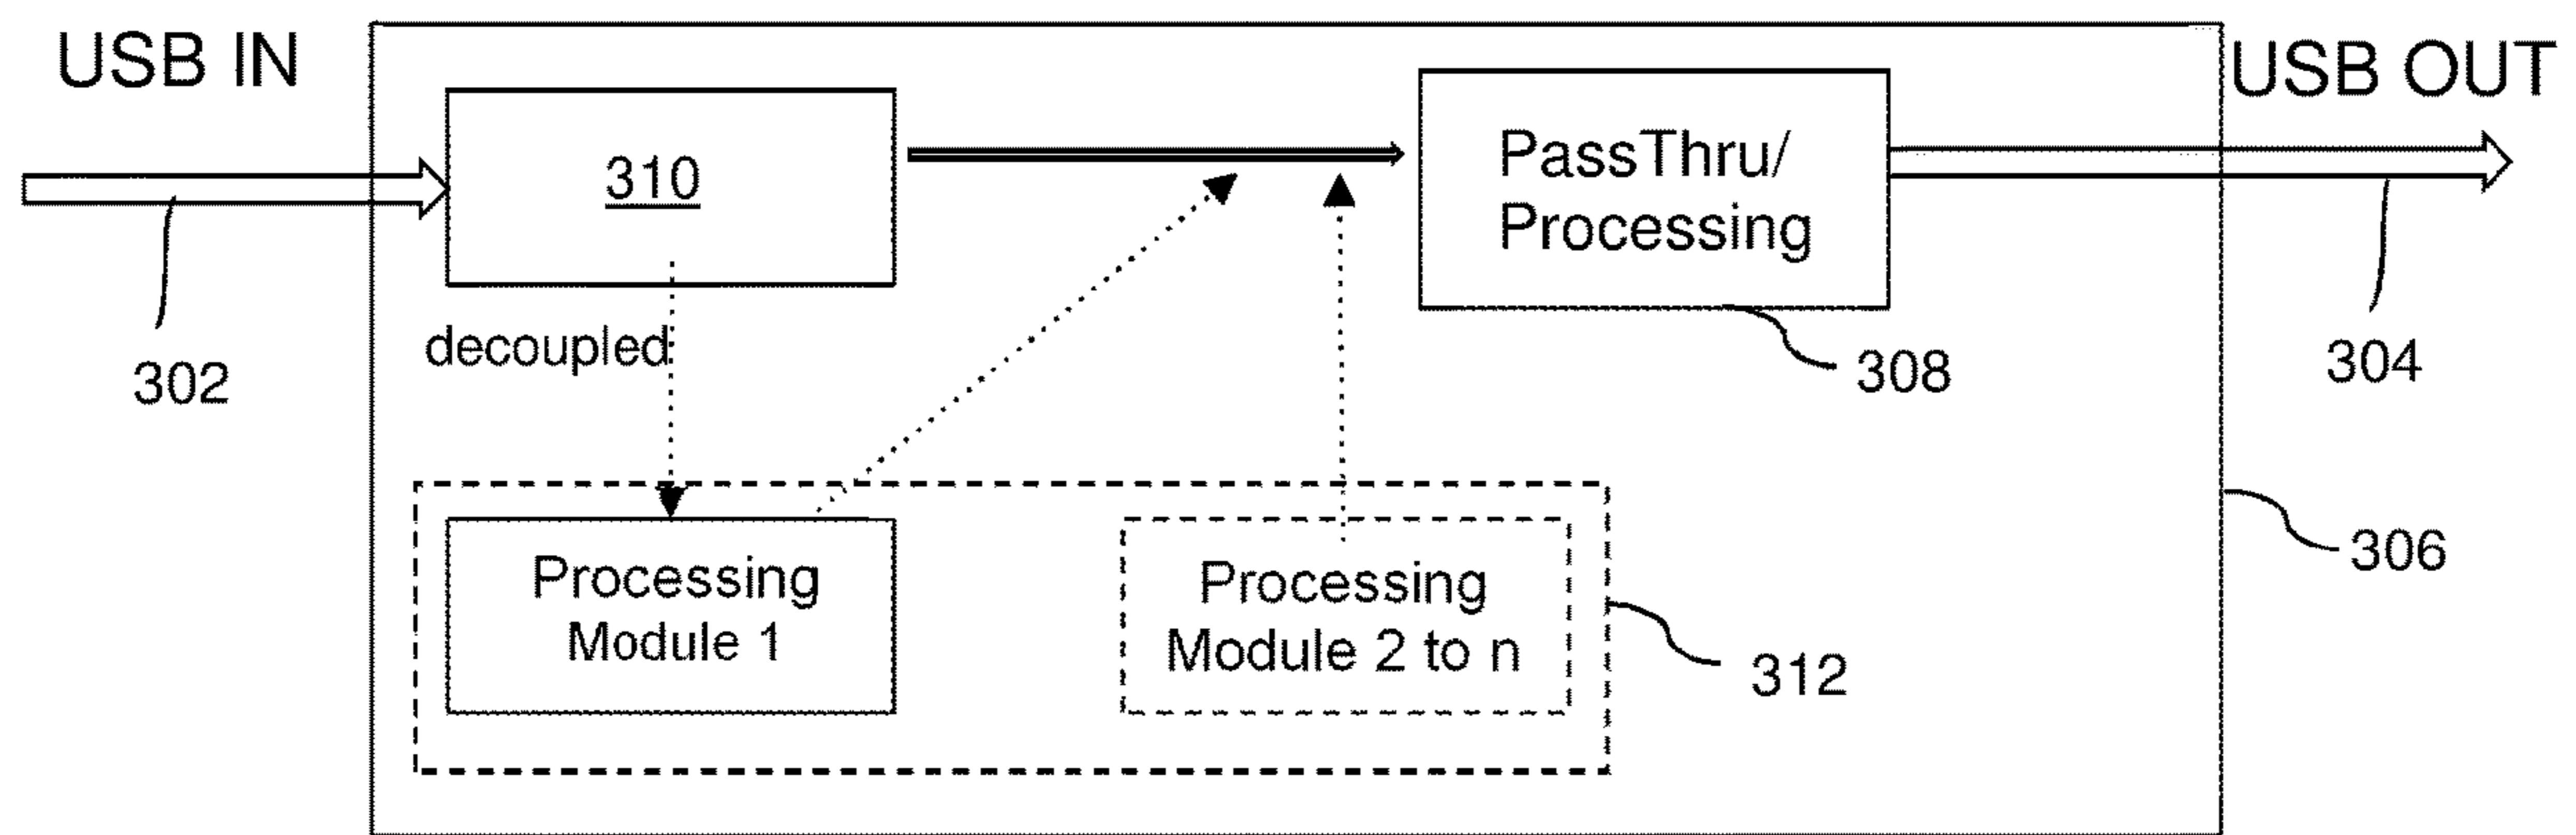 USB IN
USB OUT
310
PassThru/
Processing
302
decoupled
308
304
Processing
Module 1
Processing
Module 2 to n
306
312